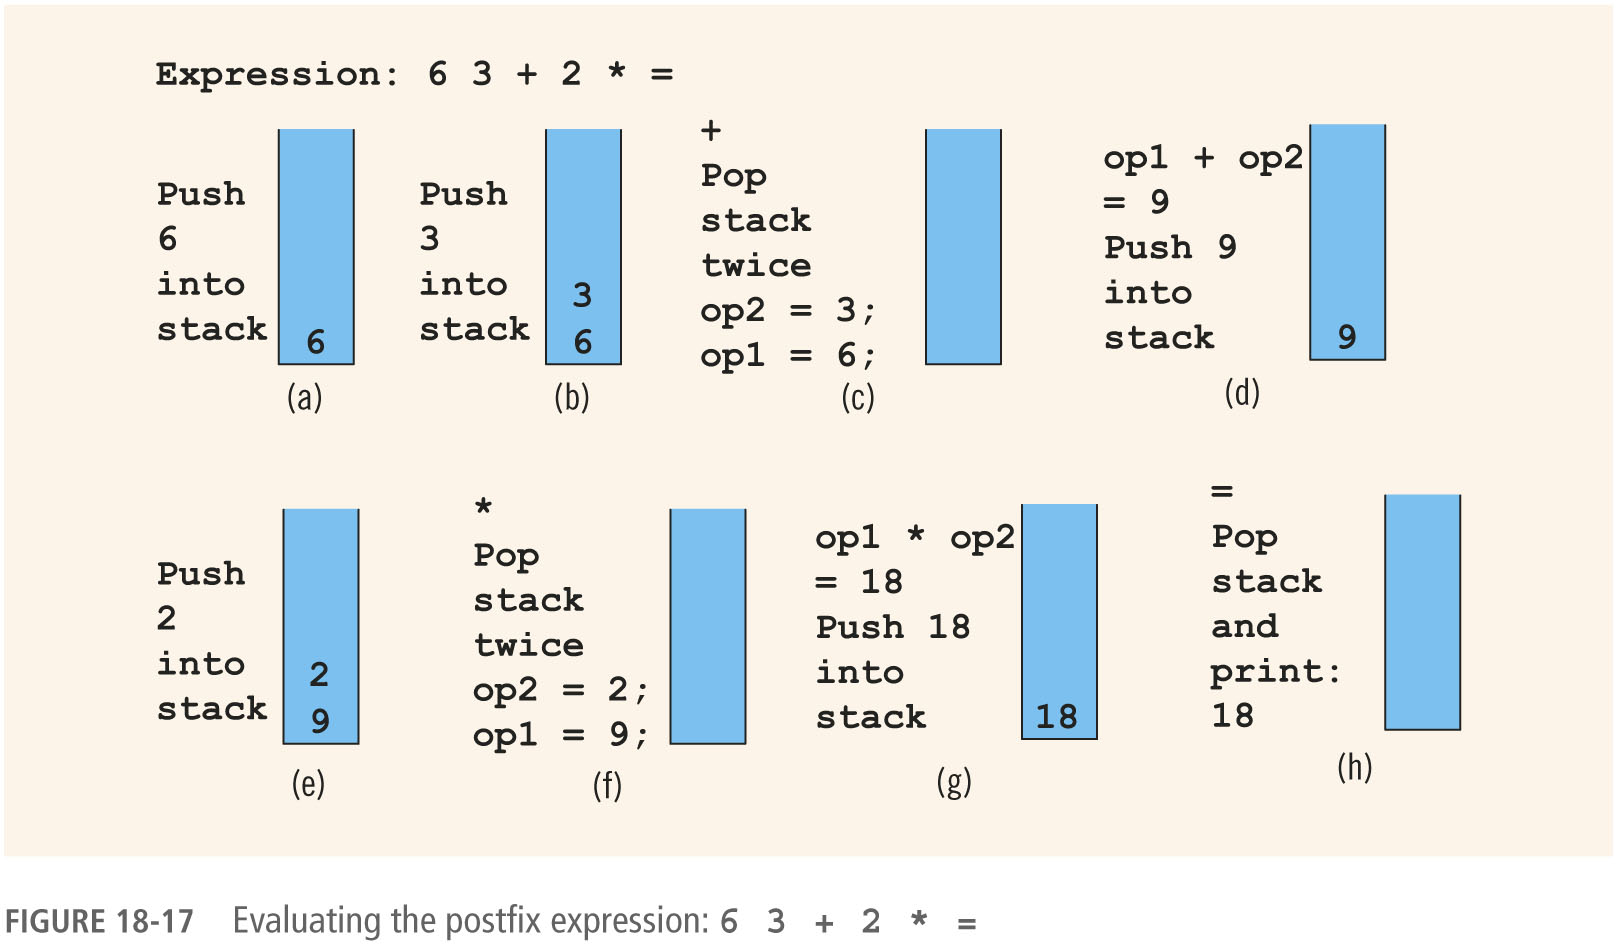 Expression: 6 3 + 2 * =
Push
6
into
stack
6
(a)
Push
3
into
stack
3
6
(b)
+
Pop
stack
twice
op2 = 3;
op1 = 6;
(c)
op1 + op2
= 9
Push 9
into
stack
9
(d)
Push
2
into
stack
2
9
(e)
*
Pop
stack
twice
op2 = 2;
op1 = 9;
(f)
op1 * op2
= 18
Push 18
into
stack
18
(g)
=
Pop
stack
and
print:
18
(h)
FIGURE 18-17 Evaluating the postfix expression: 6 3 + 2 * =